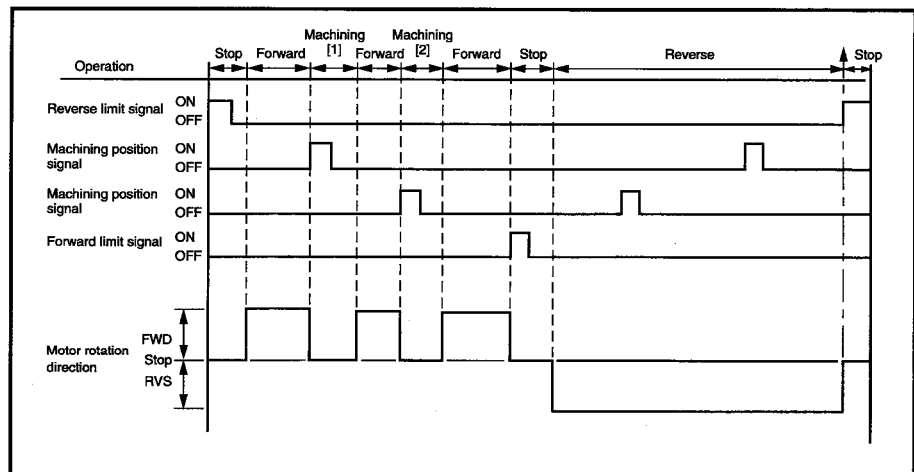 Machining Machining
Stop Forward [1] Forward [2] Forward Stop Reverse Stop
Operation
Reverse limit signal ON
OFF
Machining position signal ON
OFF
Machining position signal ON
OFF
Forward limit signal ON
OFF
FWD
Motor rotation direction Stop
RVS